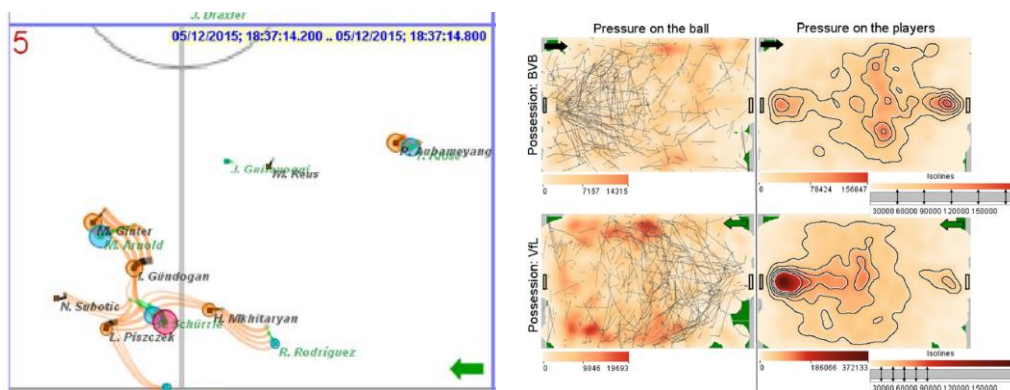 J. Draxler
5
05/12/2015; 18:37:14.200 .. 05/12/2015; 18:37:14.800
P. Aubameyang
M. Reus
M. Ginter
M. Arnold
I. Gündogan
N. Subotic
Schürrle
H. Mkhitaryan
L. Piszczek
R. Rodríguez
Pressure on the ball
Pressure on the players
Possession: BVB
0
7157
14315
0
78424
156847
Isolines
30000 60000 90000 120000 150000
Possession: VfL
0
9846
19693
0
186066
372133
Isolines
30000 60000 90000 120000 150000